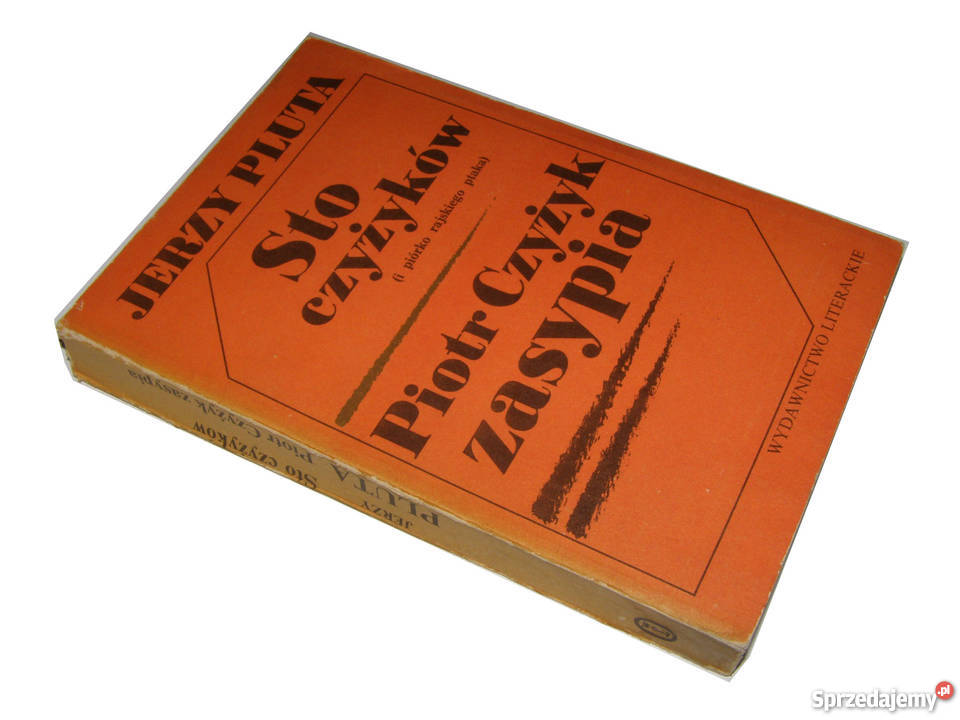 JERZY PLUTA
Sto
czyżyków
(i piórko rajskiego ptaka)
Piotr Czyżyk
zasypia
WYDAWNICTWO LITERACKIE
JERZY
PLUTA
Sto czyżyków
Piotr Czyżyk zasypia
Sprzedajemy.pl